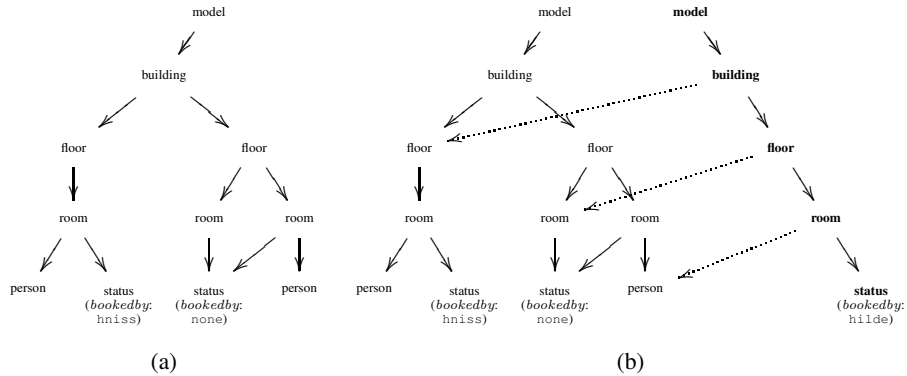 model model model
building building building
floor floor floor floor floor
room room room room room room room
person status status person person status status person status
(bookedby: (bookedby: (bookedby: (bookedby: (bookedby:
hniss) none) hniss) none) hilde)
(a) (b)